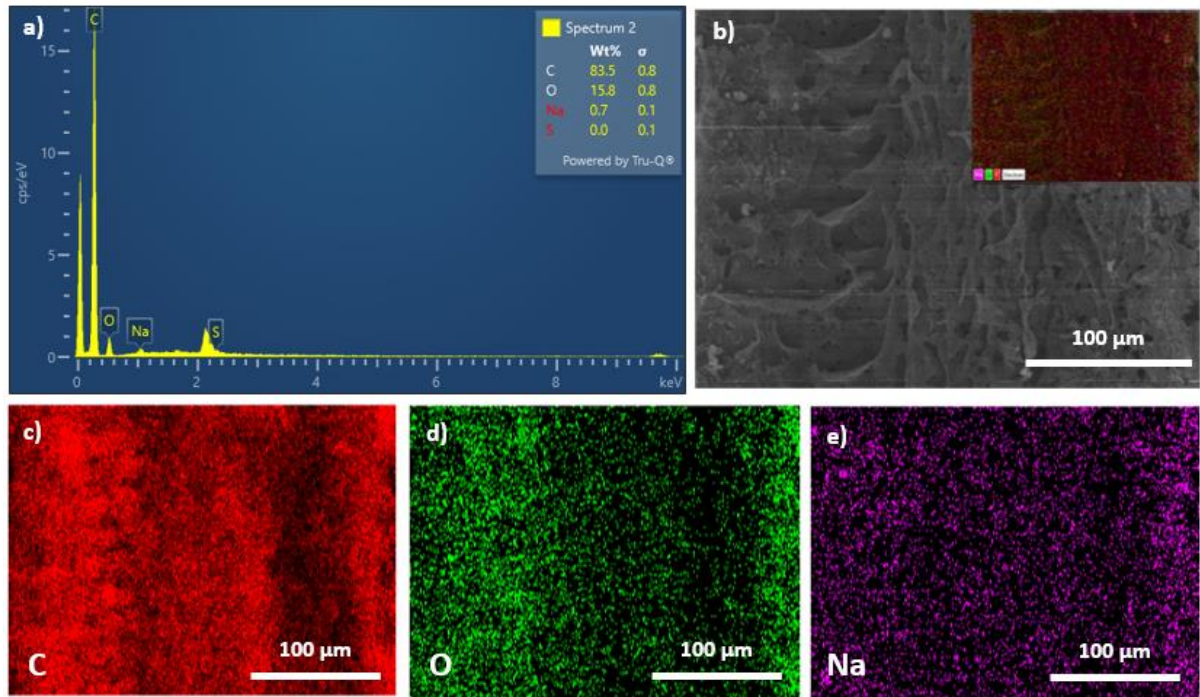 a)
C
O
Na
S
Spectrum 2
Wt% σ
C 83.5 0.8
O 15.8 0.8
Na 0.7 0.1
S 0.0 0.1
Powered by Tru-Q®
cps/eV
15
10
5
0
0 2 4 6 8 keV
b)
100 µm
c)
C
100 µm
d)
O
100 µm
e)
Na
100 µm